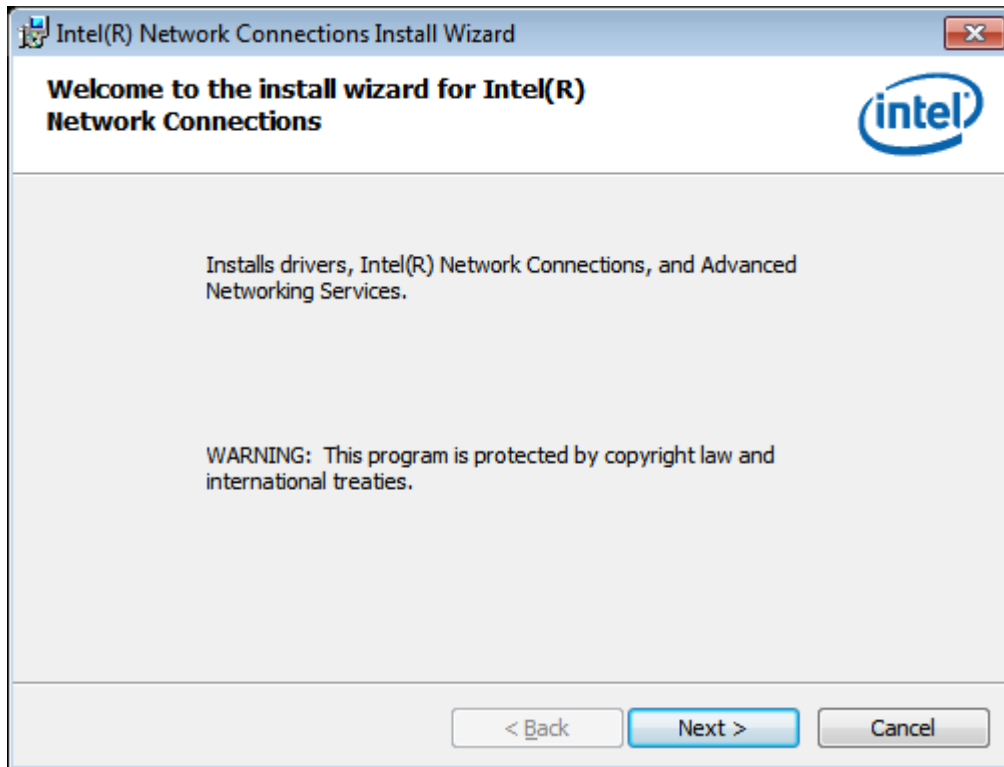 Intel(R) Network Connections Install Wizard
Welcome to the install wizard for Intel(R)
Network Connections
intel
Installs drivers, Intel(R) Network Connections, and Advanced
Networking Services.
WARNING:  This program is protected by copyright law and
international treaties.
< Back
Next >
Cancel